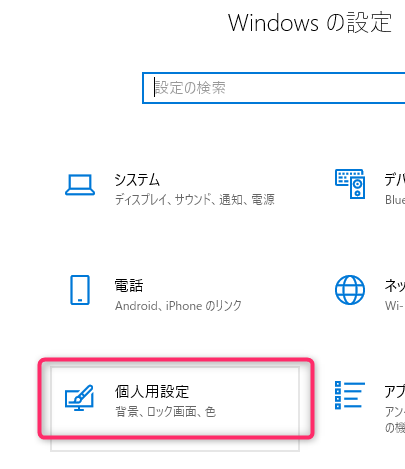 Windows の設定
設定の検索
システム
ディスプレイ、サウンド、通知、電源
デバ
Blue
電話
Android、iPhone のリンク
ネッ
Wi-
個人用設定
背景、ロック画面、色
アプ
アン
の機